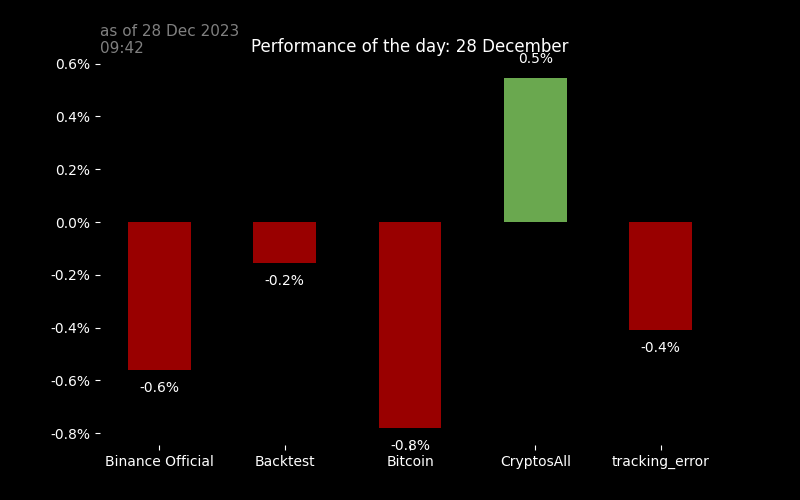 as of 28 Dec 2023
09:42
Performance of the day: 28 December
0.6%
0.4%
0.2%
0.0%
-0.2%
-0.4%
-0.6%
-0.8%
-0.6%
-0.2%
-0.8%
0.5%
-0.4%
Binance Official
Backtest
Bitcoin
CryptosAll
tracking_error